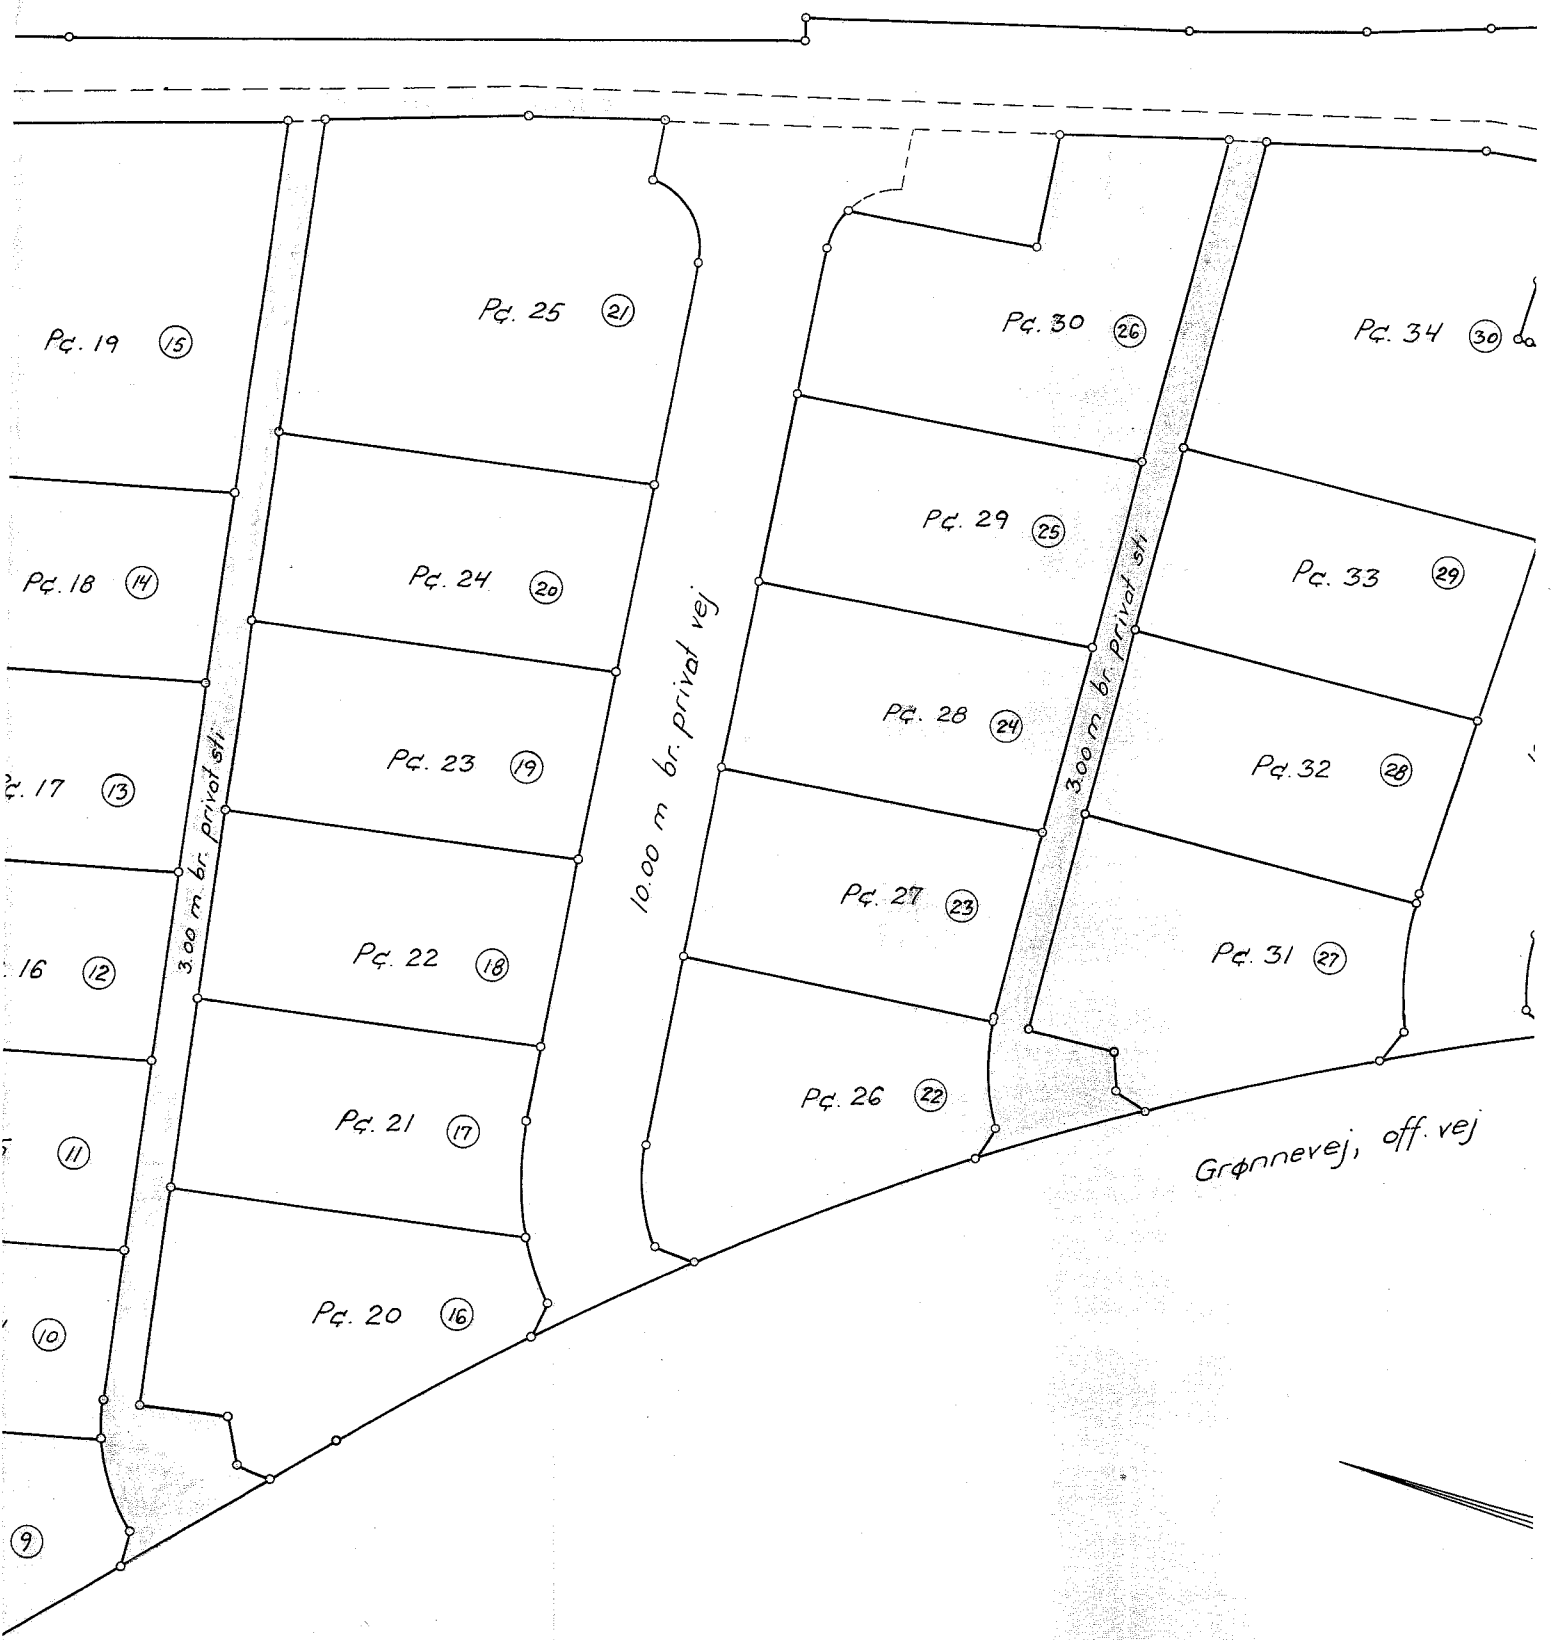 Pc. 19 15
Pc. 18 14
Pc. 17 13
16 12
11
10
9
3.00 m. br. privat sti
Pc. 25 21
Pc. 24 20
Pc. 23 19
Pc. 22 18
Pc. 21 17
Pc. 20 16
10.00 m br. privat vej
Pc. 30 26
Pc. 29 25
Pc. 28 24
Pc. 27 23
Pc. 26 22
3.00 m br. privat sti
Pc. 34 30
Pc. 33 29
Pc. 32 28
Pc. 31 27
Grønnevej, off. vej